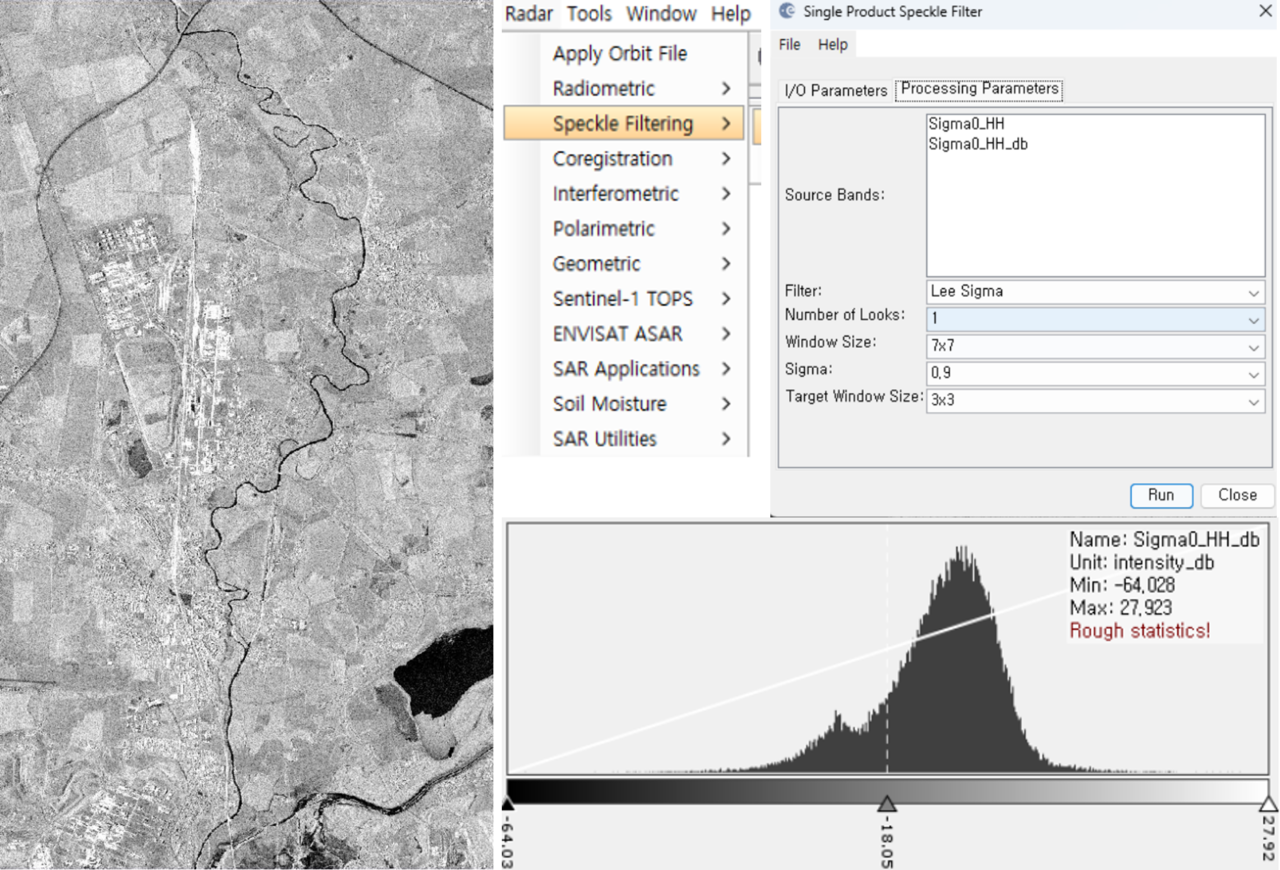 Radar Tools Window Help
Apply Orbit File
Radiometric
Speckle Filtering
Coregistration
Interferometric
Polarimetric
Geometric
Sentinel-1 TOPS
ENVISAT ASAR
SAR Applications
Soil Moisture
SAR Utilities
Single Product Speckle Filter
File Help
I/O Parameters Processing Parameters
Source Bands:
Sigma0_HH
Sigma0_HH_db
Filter: Lee Sigma
Number of Looks: 1
Window Size: 7x7
Sigma: 0,9
Target Window Size: 3x3
Run Close
Name: Sigma0_HH_db
Unit: intensity_db
Min: -64,028
Max: 27,923
Rough statistics!
-64.03
-18.05
27.92